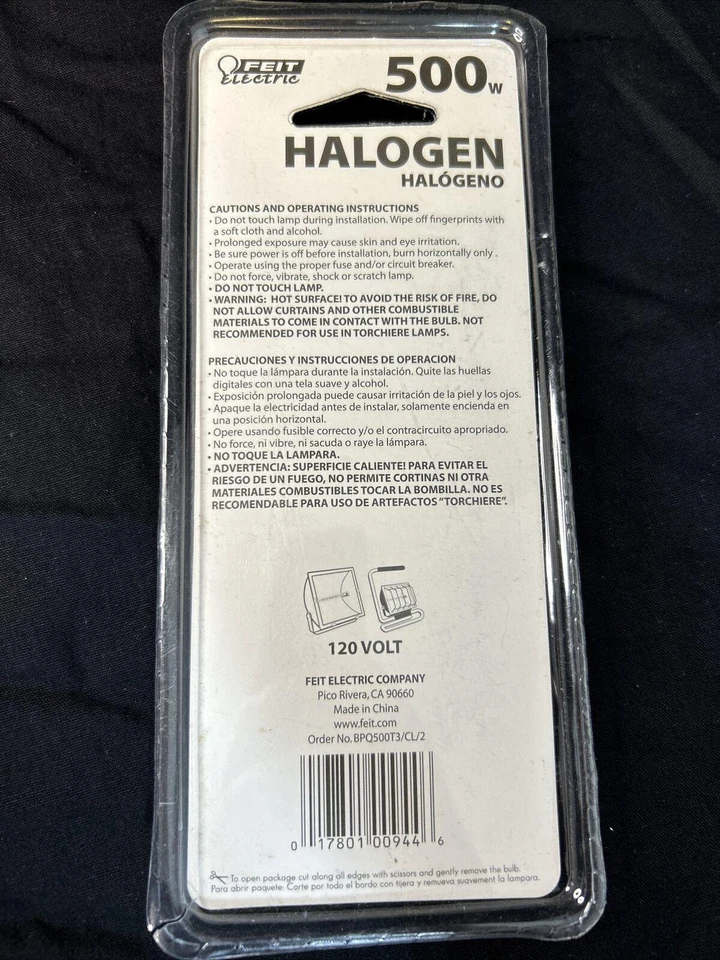 FEIT
Electric
500W
HALOGEN
HALÓGENO
CAUTIONS AND OPERATING INSTRUCTIONS
• Do not touch lamp during installation. Wipe off fingerprints with
a soft cloth and alcohol.
• Prolonged exposure may cause skin and eye irritation.
• Be sure power is off before installation, burn horizontally only .
• Operate using the proper fuse and/or circuit breaker.
• Do not force, vibrate, shock or scratch lamp.
• DO NOT TOUCH LAMP.
• WARNING: HOT SURFACE! TO AVOID THE RISK OF FIRE, DO
NOT ALLOW CURTAINS AND OTHER COMBUSTIBLE
MATERIALS TO COME IN CONTACT WITH THE BULB. NOT
RECOMMENDED FOR USE IN TORCHIERE LAMPS.
PRECAUCIONES Y INSTRUCCIONES DE OPERACION
• No toque la lámpara durante la instalación. Quite las huellas
digitales con una tela suave y alcohol.
• Exposición prolongada puede causar irritación de la piel y los ojos.
• Apaque la electricidad antes de instalar, solamente encienda en
una posición horizontal.
• Opere usando fusible correcto y/o el contracircuito apropriado.
• No force, ni vibre, ni sacuda o raye la lámpara.
• NO TOQUE LA LAMPARA.
• ADVERTENCIA: SUPERFICIE CALIENTE! PARA EVITAR EL
RIESGO DE UN FUEGO, NO PERMITE CORTINAS NI OTRA
MATERIALES COMBUSTIBLES TOCAR LA BOMBILLA. NO ES
RECOMENDABLE PARA USO DE ARTEFACTOS "TORCHIERE".
120 VOLT
FEIT ELECTRIC COMPANY
Pico Rivera, CA 90660
Made in China
www.feit.com
Order No. BPQ500T3/CL/2
0 17801 00944 6
To open package cut along all edges with scissors and gently remove the bulb.
Para abrir paquete: Corte por todo el bordo con tijera y remueva suavement la lampara.